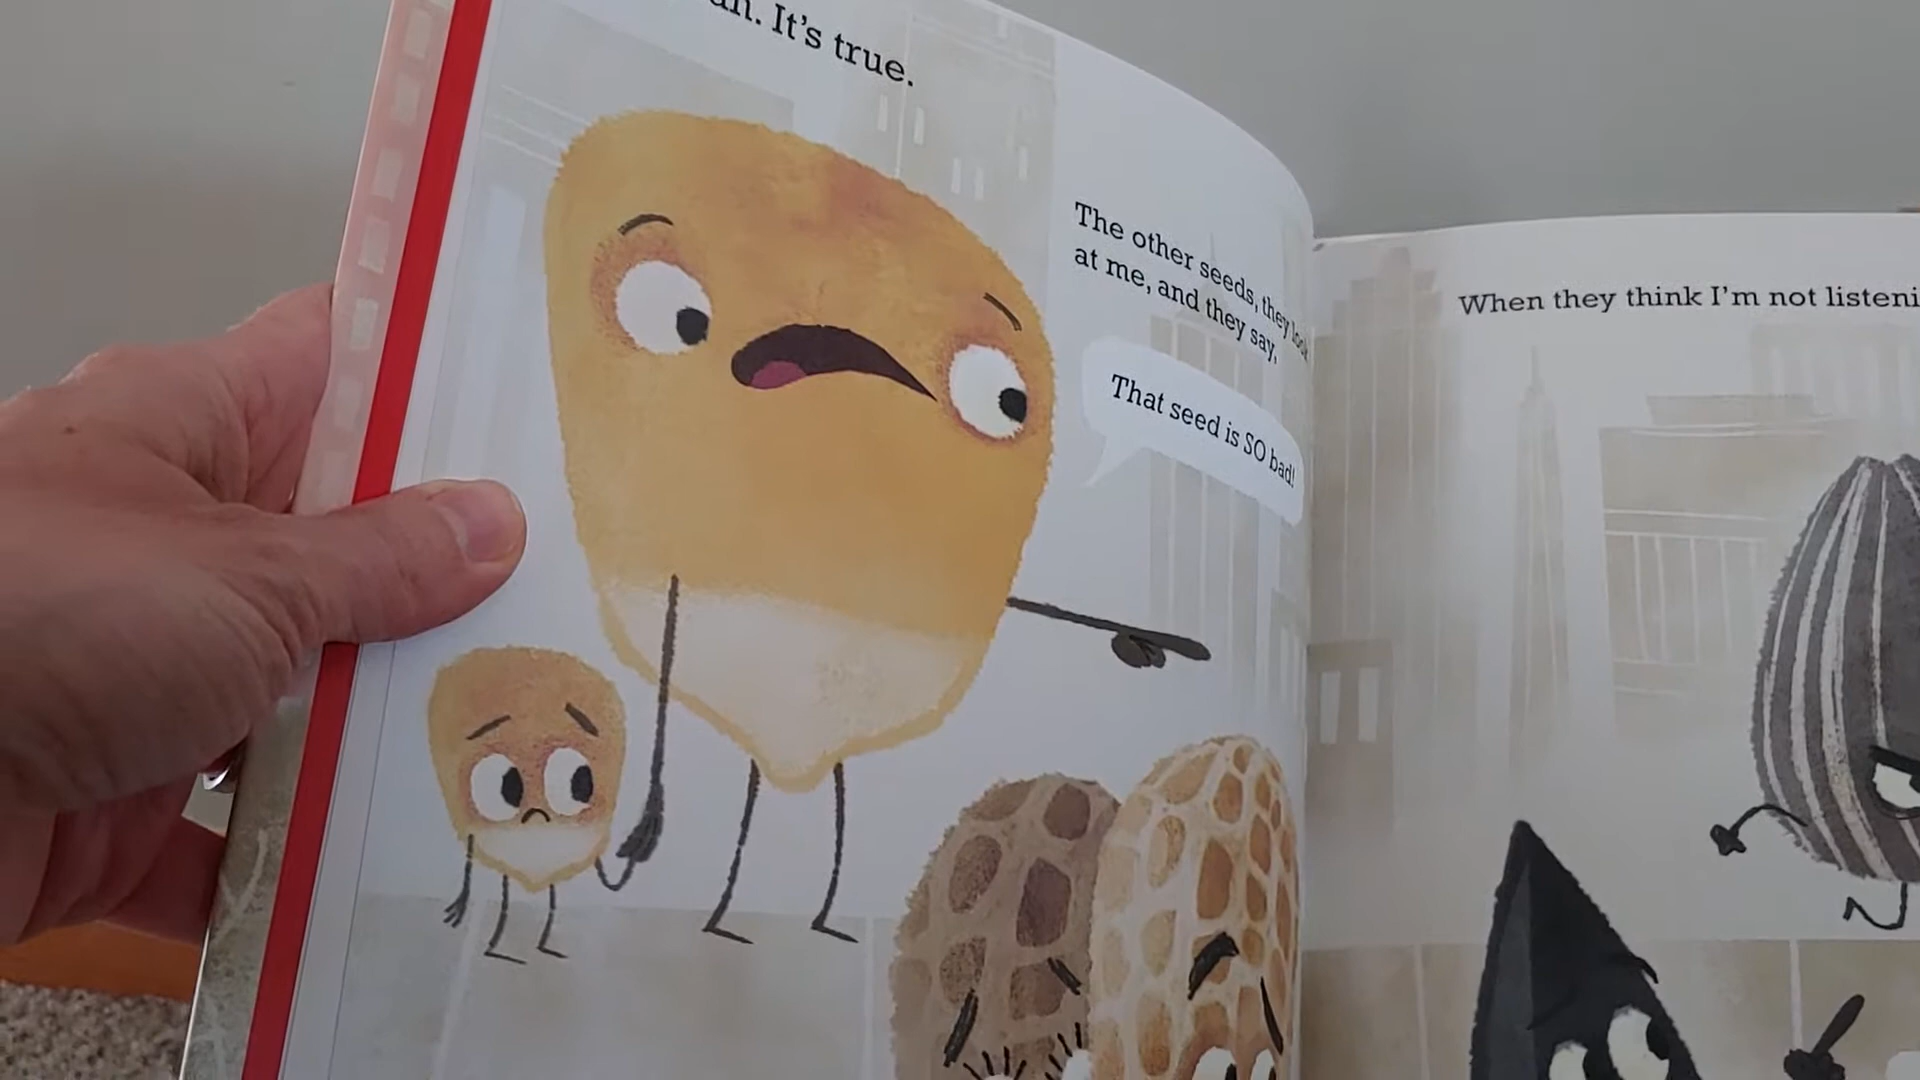 It's true.
The other seeds, they look
at me, and they say,
That seed is SO bad!
When they think I'm not